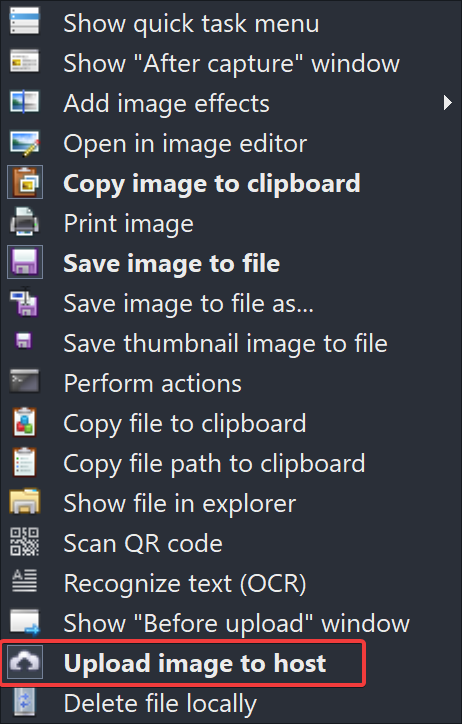 Show quick task menu
Show "After capture" window
Add image effects
Open in image editor
Copy image to clipboard
Print image
Save image to file
Save image to file as...
Save thumbnail image to file
Perform actions
Copy file to clipboard
Copy file path to clipboard
Show file in explorer
Scan QR code
Recognize text (OCR)
Show "Before upload" window
Upload image to host
Delete file locally